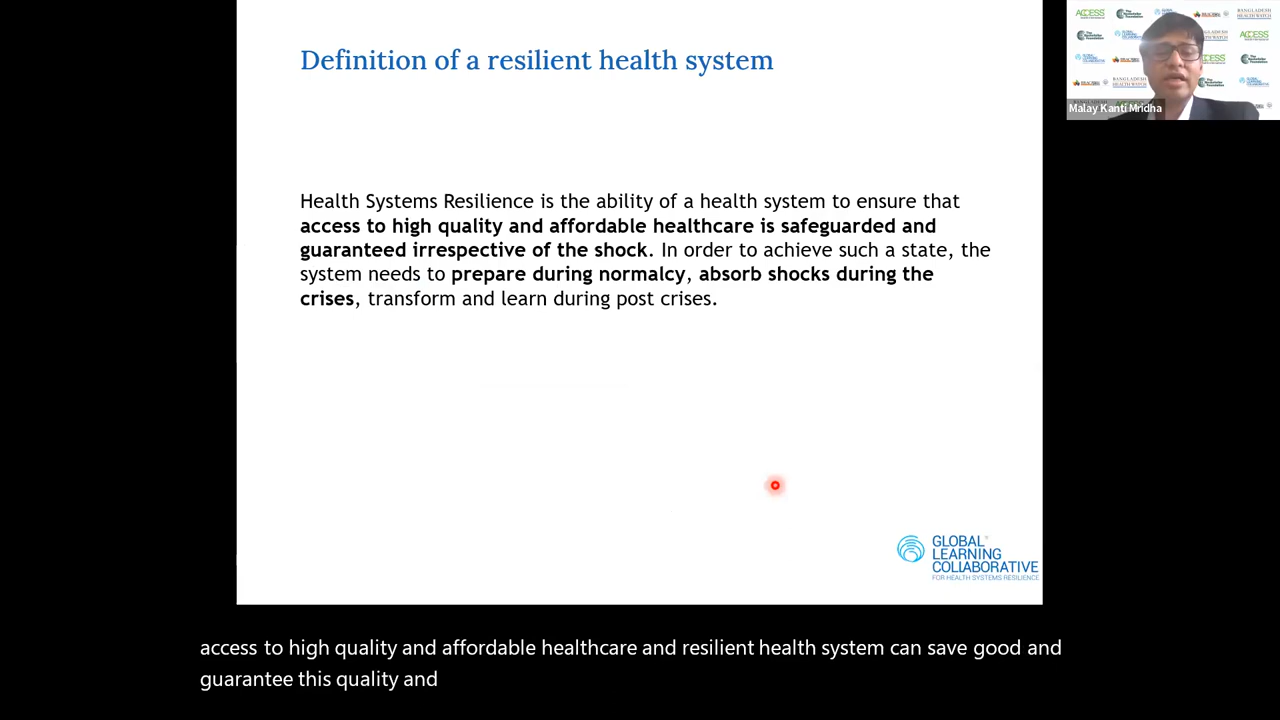 Definition of a resilient health system
Health Systems Resilience is the ability of a health system to ensure that
access to high quality and affordable healthcare is safeguarded and
guaranteed irrespective of the shock. In order to achieve such a state, the
system needs to prepare during normalcy, absorb shocks during the
crises, transform and learn during post crises.
GLOBAL
LEARNING
COLLABORATIVE
FOR HEALTH SYSTEMS RESILIENCE
ACCESS
BANGLADESH
HEALTH WATCH
Malay Kanti Mridha
access to high quality and affordable healthcare and resilient health system can save good and
guarantee this quality and